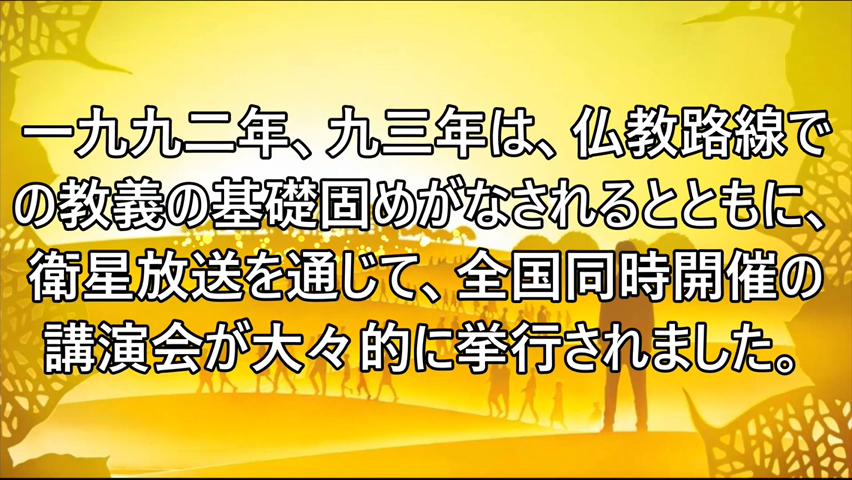 一九九二年、九三年は、仏教路線で
の教義の基礎固めがなされるとともに、
衛星放送を通じて、全国同時開催の
講演会が大々的に挙行されました。